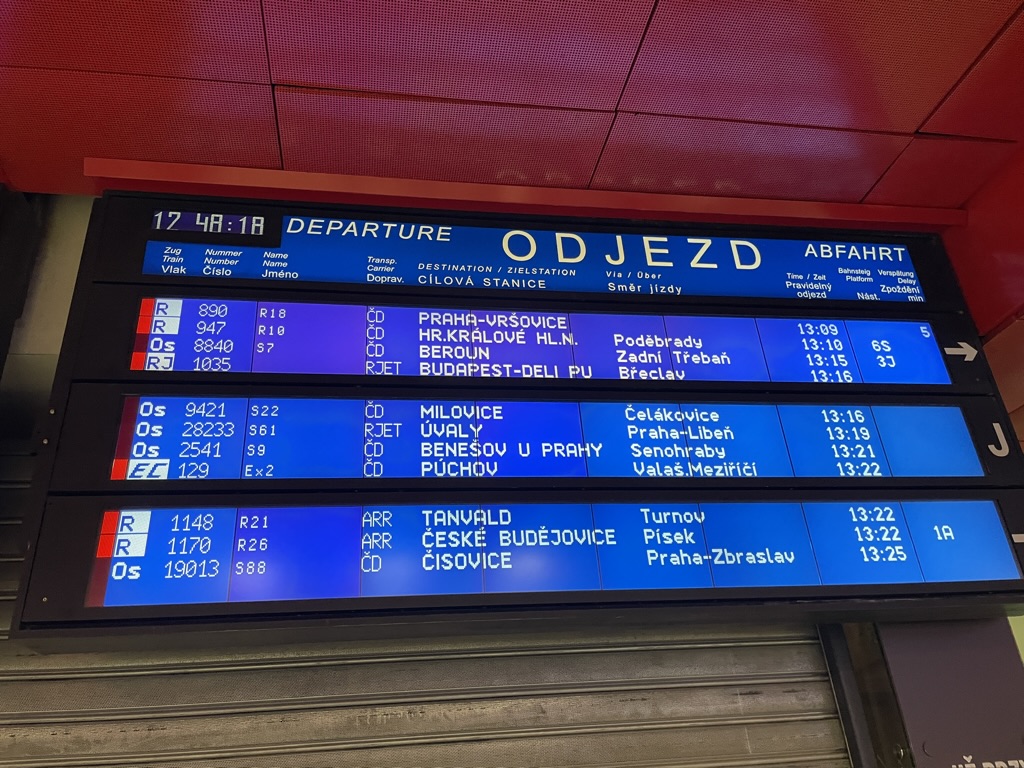 12 48:18 DEPARTURE ODJEZD ABFAHRT
Zug Nummer Name Transp. DESTINATION / ZIELSTATION Via / Über Time / Zeit Bahnsteig Verspätung
Train Number Name Carrier CÍLOVÁ STANICE Směr jízdy Pravidelný Platform Delay
Vlak Číslo Jméno Doprav. odjezd Nást. Zpoždění
min
R 890 R18 ČD PRAHA-VRŠOVICE 13:09 5
R 947 R10 ČD HR.KRÁLOVÉ HL.N. Poděbrady 13:10 6S
Os 8840 S7 ČD BEROUN Zadní Třebaň 13:15 3J
RJ 1035 RJET BUDAPEST-DELI PU Břeclav 13:16
Os 9421 S22 ČD MILOVICE Čelákovice 13:16
Os 28233 S61 RJET ÚVALY Praha-Libeň 13:19
Os 2541 S9 ČD BENEŠOV U PRAHY Senohraby 13:21
EC 129 Ex2 ČD PÚCHOV Valaš.Meziříčí 13:22
R 1148 R21 ARR TANVALD Turnov 13:22
R 1170 R26 ARR ČESKÉ BUDĚJOVICE Písek 13:22 1A
Os 19013 S88 ČD ČISOVICE Praha-Zbraslav 13:25
→
J